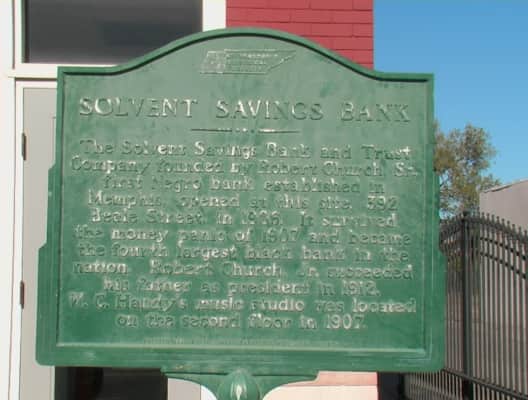 SOLVENT SAVINGS BANK
The Solvent Savings Bank and Trust
Company founded by Robert Church, Sr.,
first Negro bank established in
Memphis, opened at this site, 392
Beale Street, in 1906. It survived
the money panic of 1907 and became
the fourth largest black bank in the
nation. Robert Church, Jr. succeeded
his father as president in 1912.
W. C. Handy's music studio was located
on the second floor in 1907.